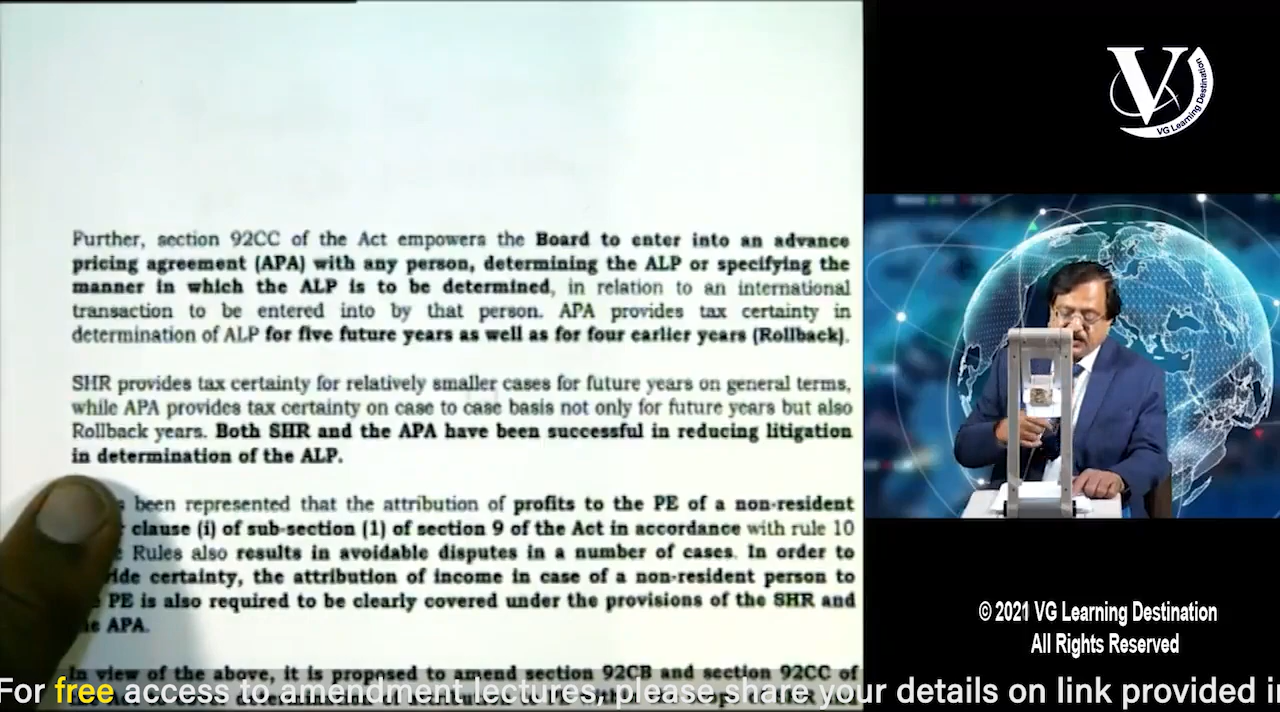 Further, section 92CC of the Act empowers the Board to enter into an advance
pricing agreement (APA) with any person, determining the ALP or specifying the
manner in which the ALP is to be determined, in relation to an international
transaction to be entered into by that person. APA provides tax certainty in
determination of ALP for five future years as well as for four earlier years (Rollback).
SHR provides tax certainty for relatively smaller cases for future years on general terms,
while APA provides tax certainty on case to case basis not only for future years but also
Rollback years. Both SHR and the APA have been successful in reducing litigation
in determination of the ALP.
been represented that the attribution of profits to the PE of a non-resident
clause (i) of sub-section (1) of section 9 of the Act in accordance with rule 10
Rules also results in avoidable disputes in a number of cases. In order to
certainty, the attribution of income in case of a non-resident person to
PE is also required to be clearly covered under the provisions of the SHR and
APA.
In view of the above, it is proposed to amend section 92CB and section 92CC of
For free access to amendment lectures, please share your details on link provided
V
VG Learning Destination
© 2021 VG Learning Destination
All Rights Reserved